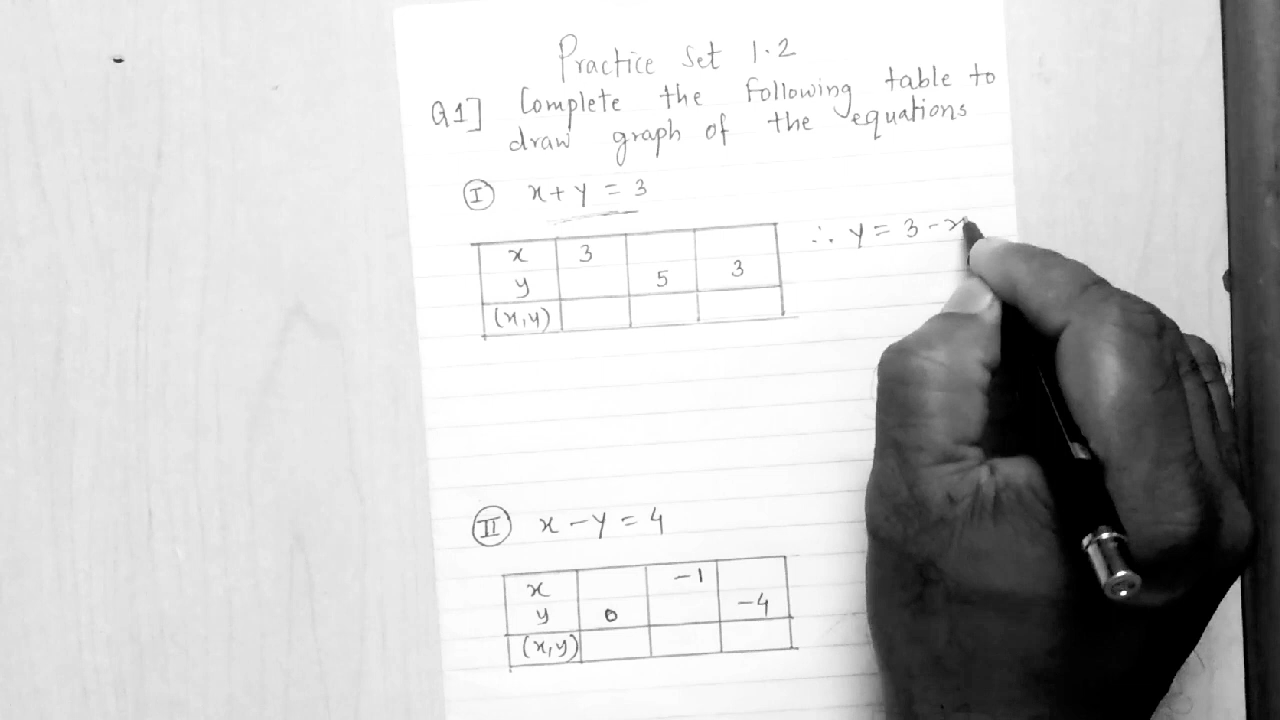 Practice Set 1.2
Q1] Complete the following table to
draw graph of the equations
I x + y = 3
∴ y = 3 - x
x 3
y 5 3
(x,y)
II x - y = 4
x -1
y 0 -4
(x,y)